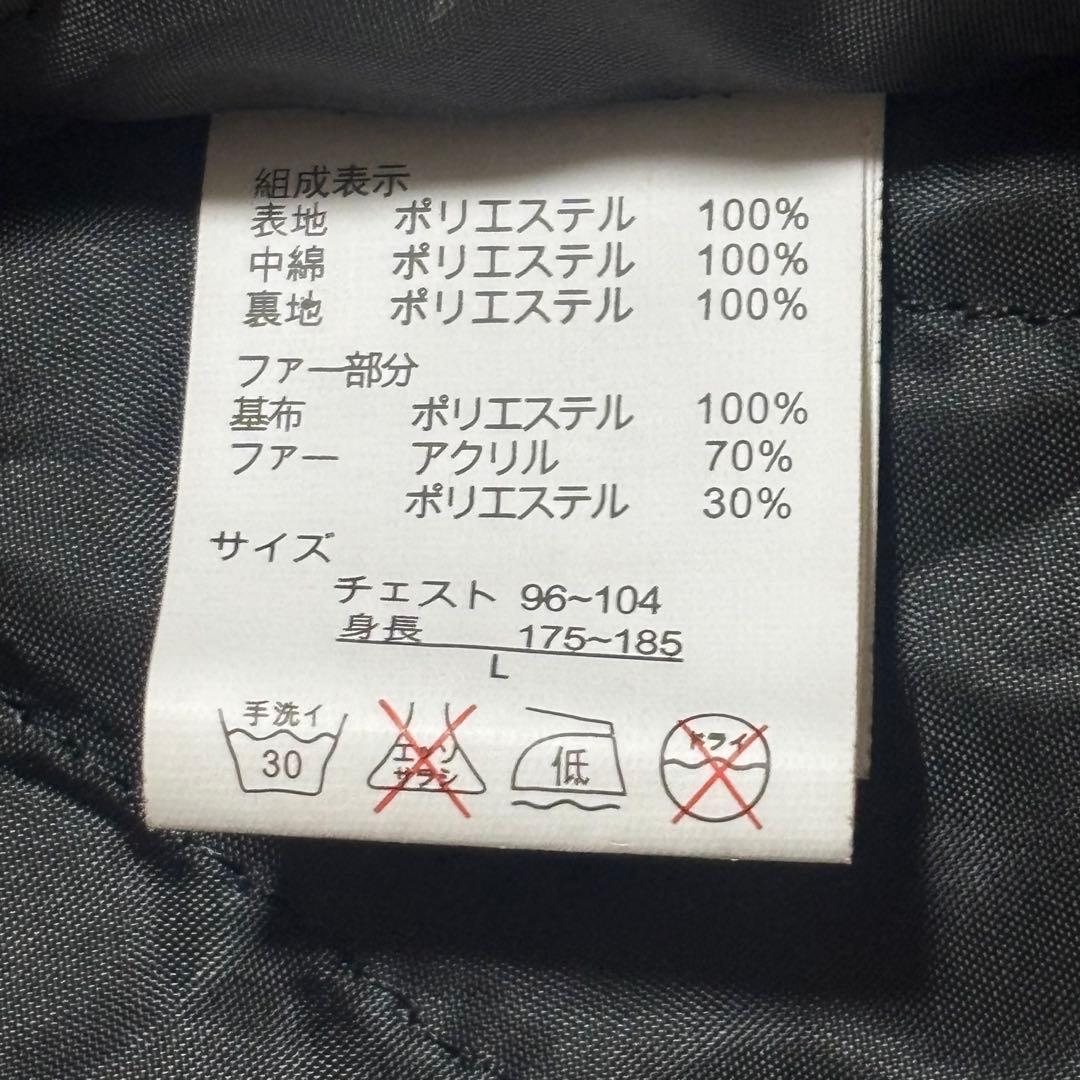 組成表示
表地 ポリエステル 100%
中綿 ポリエステル 100%
裏地 ポリエステル 100%
ファー部分
基布 ポリエステル 100%
ファー アクリル 70%
ポリエステル 30%
サイズ
チェスト 96~104
身長 175~185
L
手洗イ
30
エンソ
サラシ
低
ドライ